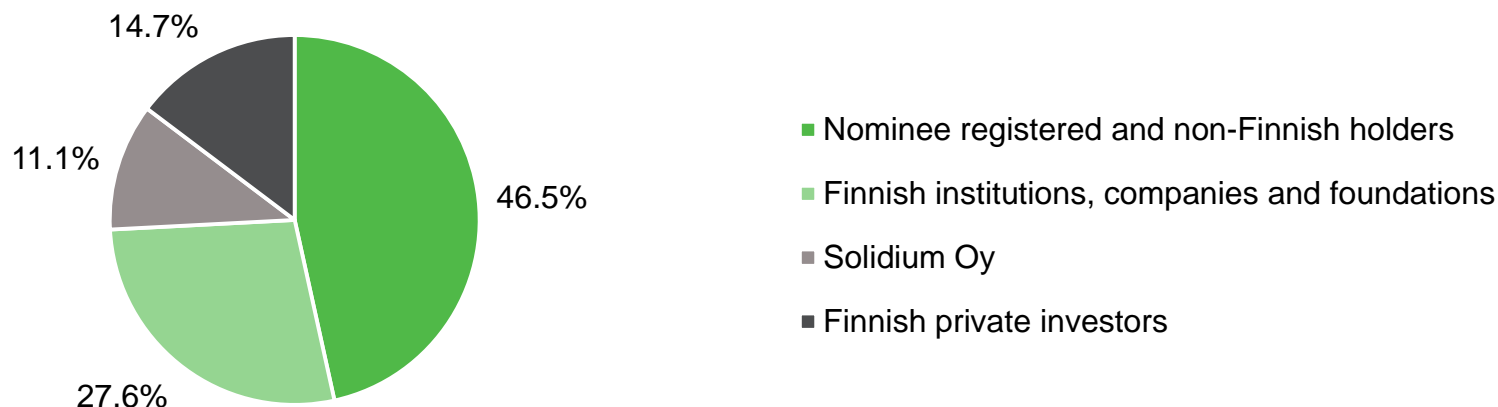 14.7%
11.1%
46.5%
27.6%
Nominee registered and non-Finnish holders
Finnish institutions, companies and foundations
Solidium Oy
Finnish private investors